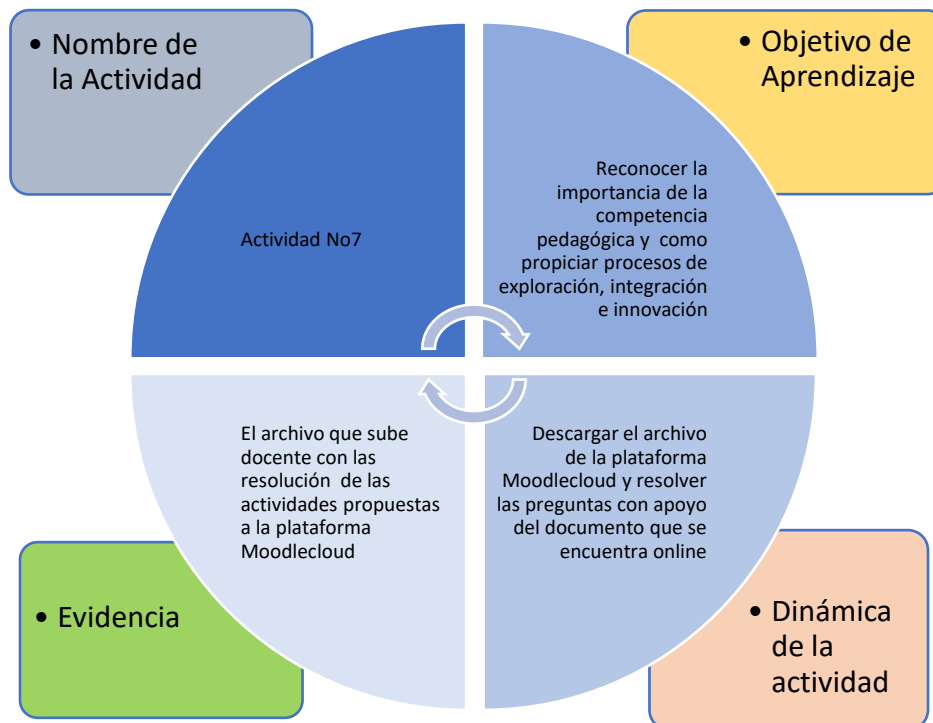 • Nombre de
la Actividad
Actividad No7
• Objetivo de
Aprendizaje
Reconocer la
importancia de la
competencia
pedagógica y  como
propiciar procesos de
exploración, integración
e innovación
El archivo que sube
docente con las
resolución  de las
actividades propuestas
a la plataforma
Moodlecloud
• Evidencia
Descargar el archivo
de la plataforma
Moodlecloud y resolver
las preguntas con apoyo
del documento que se
encuentra online
• Dinámica
de la
actividad